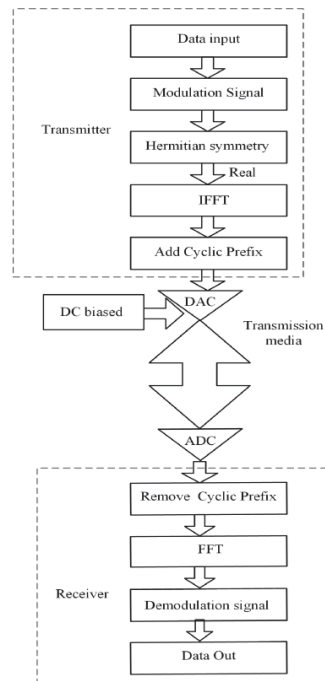 Data input
Modulation Signal
Transmitter
Hermitian symmetry
Real
IFFT
Add Cyclic Prefix
DAC
DC biased
Transmission
media
ADC
Remove Cyclic Prefix
FFT
Receiver
Demodulation signal
Data Out